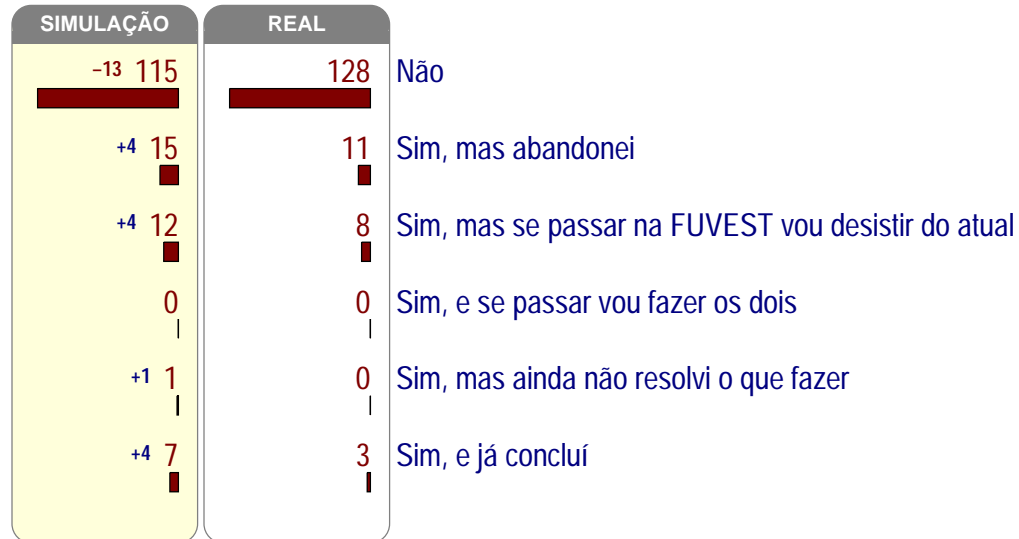 SIMULAÇÃO REAL
–13 115 128 Não
+4 15 11 Sim, mas abandonei
+4 12 8 Sim, mas se passar na FUVEST vou desistir do atual
0 0 Sim, e se passar vou fazer os dois
+1 1 0 Sim, mas ainda não resolvi o que fazer
+4 7 3 Sim, e já concluí